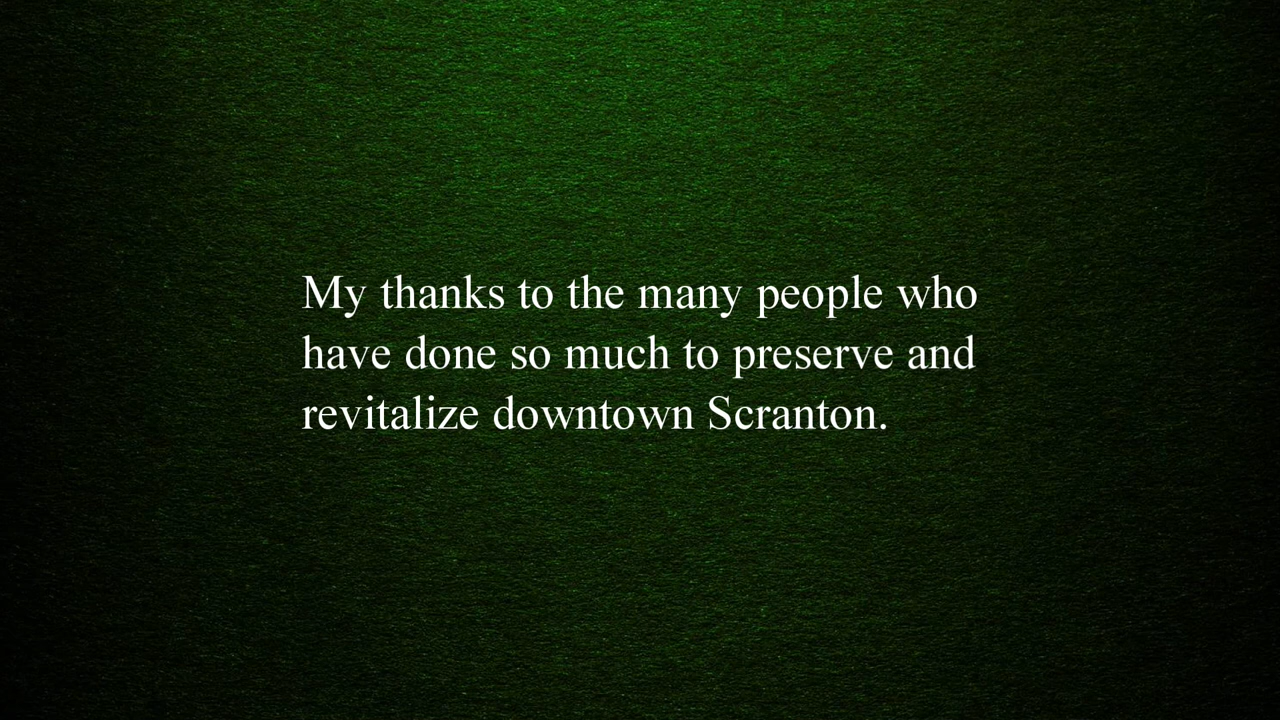 My thanks to the many people who
have done so much to preserve and
revitalize downtown Scranton.